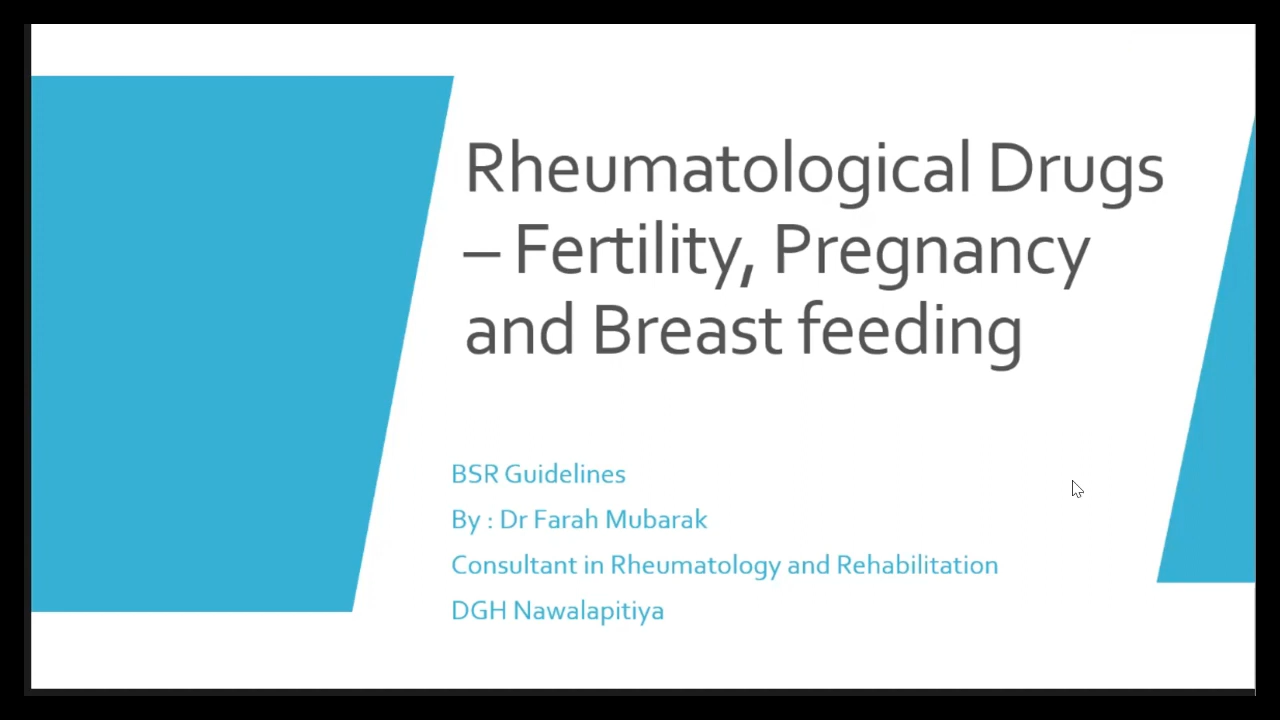 Rheumatological Drugs
– Fertility, Pregnancy
and Breast feeding
BSR Guidelines
By : Dr Farah Mubarak
Consultant in Rheumatology and Rehabilitation
DGH Nawalapitiya